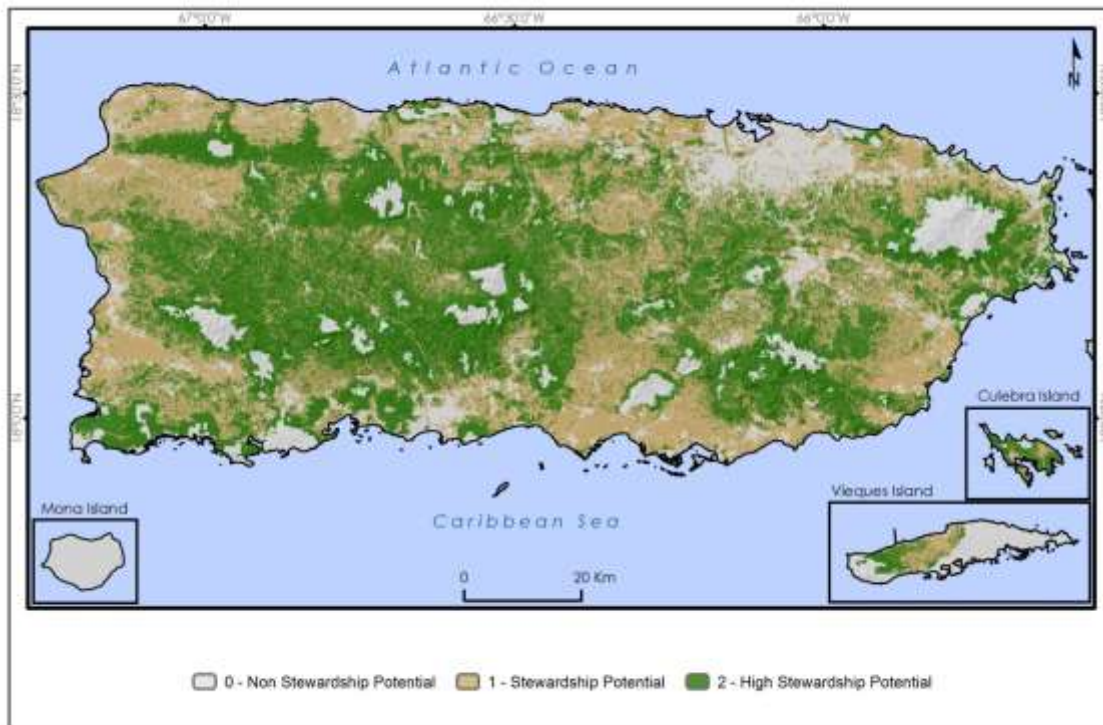 67°0'0"W 66°30'0"W 66°0'0"W
Atlantic Ocean
N
18°30'0"N
18°0'0"N
Culebra Island
Vieques Island
Mona Island
Caribbean Sea
0 20 Km
0 - Non Stewardship Potential 1 - Stewardship Potential 2 - High Stewardship Potential